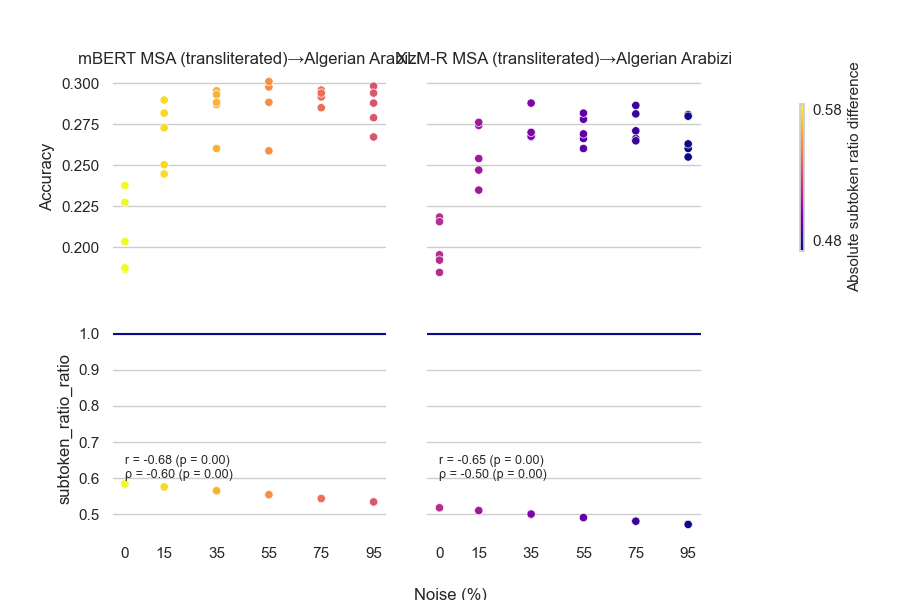 mBERT MSA (transliterated)→Algerian Arabizi
XLM-R MSA (transliterated)→Algerian Arabizi
Accuracy
0.300
0.275
0.250
0.225
0.200
0.58
0.48
Absolute subtoken ratio difference
subtoken_ratio_ratio
1.0
0.9
0.8
0.7
0.6
0.5
r = -0.68 (p = 0.00)
ρ = -0.60 (p = 0.00)
r = -0.65 (p = 0.00)
ρ = -0.50 (p = 0.00)
0 15 35 55 75 95
0 15 35 55 75 95
Noise (%)